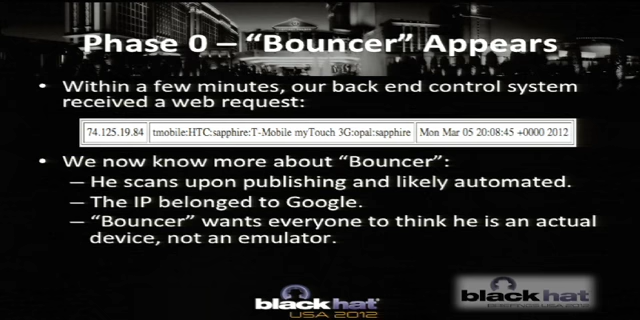 Phase 0 – “Bouncer” Appears
• Within a few minutes, our back end control system
received a web request:
74.125.19.84 tmobile:HTC:sapphire:T-Mobile myTouch 3G:opal:sapphire Mon Mar 05 20:08:45 +0000 2012
• We now know more about “Bouncer”:
– He scans upon publishing and likely automated.
– The IP belonged to Google.
– “Bouncer” wants everyone to think he is an actual
device, not an emulator.
black hat
USA 2012
black hat
USA 2012